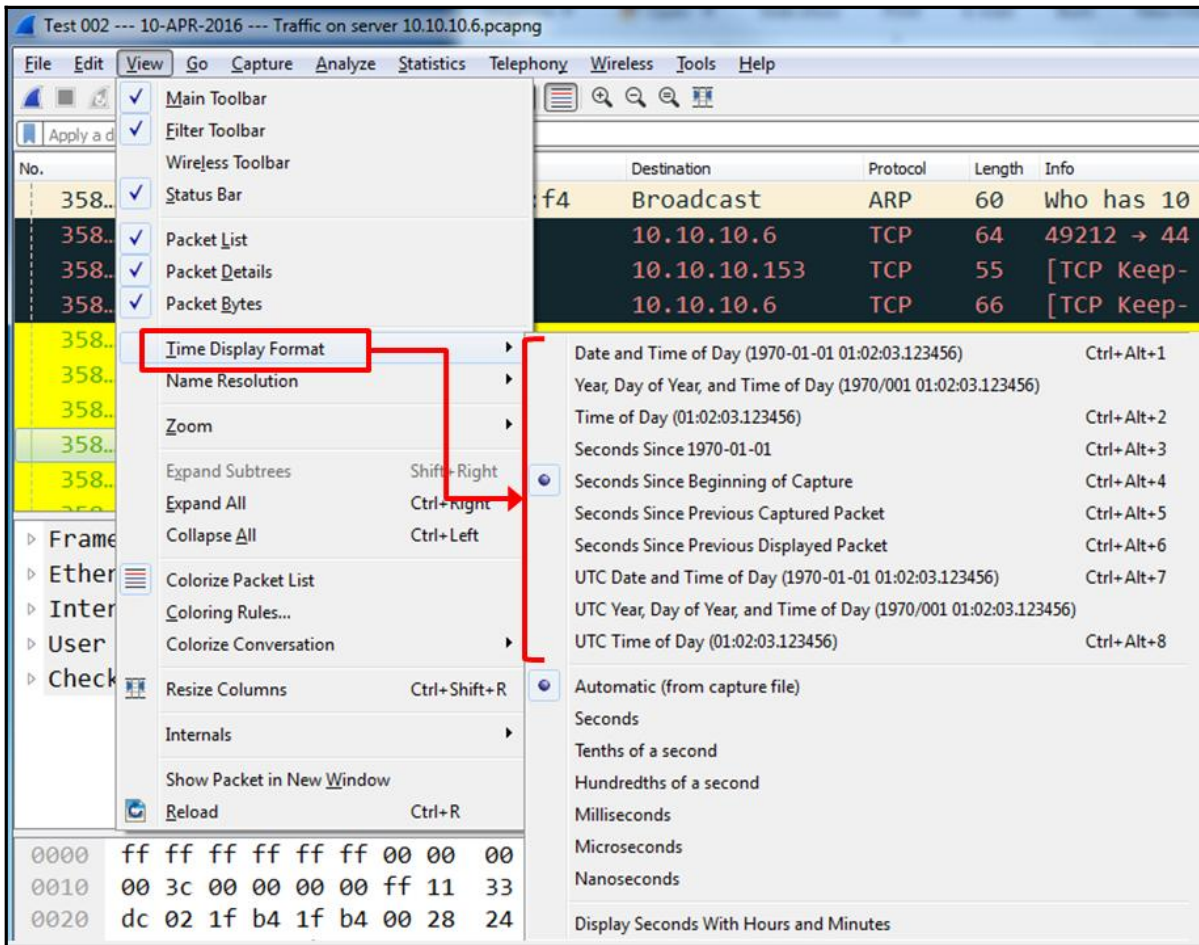 Test 002 --- 10-APR-2016 --- Traffic on server 10.10.10.6.pcapng
File Edit View Go Capture Analyze Statistics Telephony Wireless Tools Help
Apply a d
No. Destination Protocol Length Info
358... :f4 Broadcast ARP 60 Who has 10
358... 10.10.10.6 TCP 64 49212 → 44
358... 10.10.10.153 TCP 55 [TCP Keep-
358... 10.10.10.6 TCP 66 [TCP Keep-
358...
358...
358...
358...
358...
Main Toolbar
Filter Toolbar
Wireless Toolbar
Status Bar
Packet List
Packet Details
Packet Bytes
Time Display Format
Name Resolution
Zoom
Expand Subtrees Shift+Right
Expand All Ctrl+Right
Collapse All Ctrl+Left
Colorize Packet List
Coloring Rules...
Colorize Conversation
Resize Columns Ctrl+Shift+R
Internals
Show Packet in New Window
Reload Ctrl+R
Date and Time of Day (1970-01-01 01:02:03.123456) Ctrl+Alt+1
Year, Day of Year, and Time of Day (1970/001 01:02:03.123456)
Time of Day (01:02:03.123456) Ctrl+Alt+2
Seconds Since 1970-01-01 Ctrl+Alt+3
Seconds Since Beginning of Capture Ctrl+Alt+4
Seconds Since Previous Captured Packet Ctrl+Alt+5
Seconds Since Previous Displayed Packet Ctrl+Alt+6
UTC Date and Time of Day (1970-01-01 01:02:03.123456) Ctrl+Alt+7
UTC Year, Day of Year, and Time of Day (1970/001 01:02:03.123456)
UTC Time of Day (01:02:03.123456) Ctrl+Alt+8
Automatic (from capture file)
Seconds
Tenths of a second
Hundredths of a second
Milliseconds
Microseconds
Nanoseconds
Display Seconds With Hours and Minutes
Frame
Ether
Inter
User
Check
0000 ff ff ff ff ff ff 00 00 00
0010 00 3c 00 00 00 00 ff 11 33
0020 dc 02 1f b4 1f b4 00 28 24